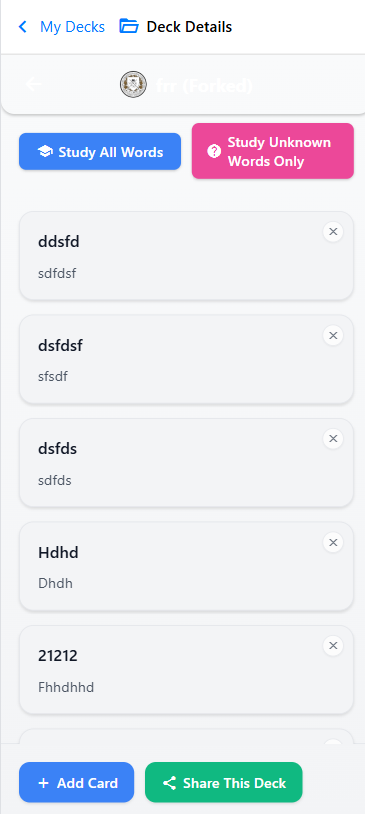 My Decks Deck Details
frr (Forked)
Study All Words
Study Unknown
Words Only
ddsfd
sdfdsf
dsfdsf
sfsdf
dsfds
sdfds
Hdhd
Dhdh
21212
Fhhdhhd
Add Card
Share This Deck